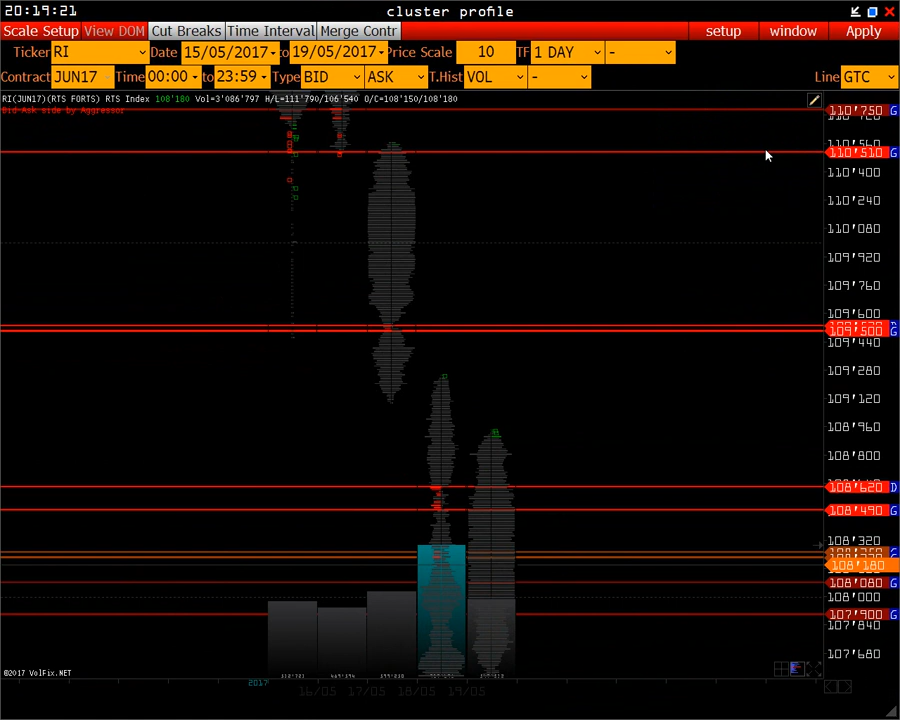 20:19:21 cluster profile
Scale Setup View DOM Cut Breaks Time Interval Merge Contr setup window Apply
Ticker RI Date 15/05/2017 to 19/05/2017 Price Scale 10 TF 1 DAY -
Contract JUN17 Time 00:00 to 23:59 Type BID ASK T.Hist VOL - Line GTC
RI(JUN17)(RTS FORTS) RTS Index 108'180 Vol=3'086'797 H/L=111'790/106'540 O/C=108'150/108'180
Bid-Ask side by Aggressor
110'750 G
110'510 G
110'400
110'240
110'080
109'920
109'760
109'600
109'500 G
109'440
109'280
109'120
108'960
108'800
108'620 D
108'490 G
108'320
108'180
108'080 G
108'000
107'900 G
107'840
107'680
©2017 VolFix.NET
2017 16/05 17/05 18/05 19/05